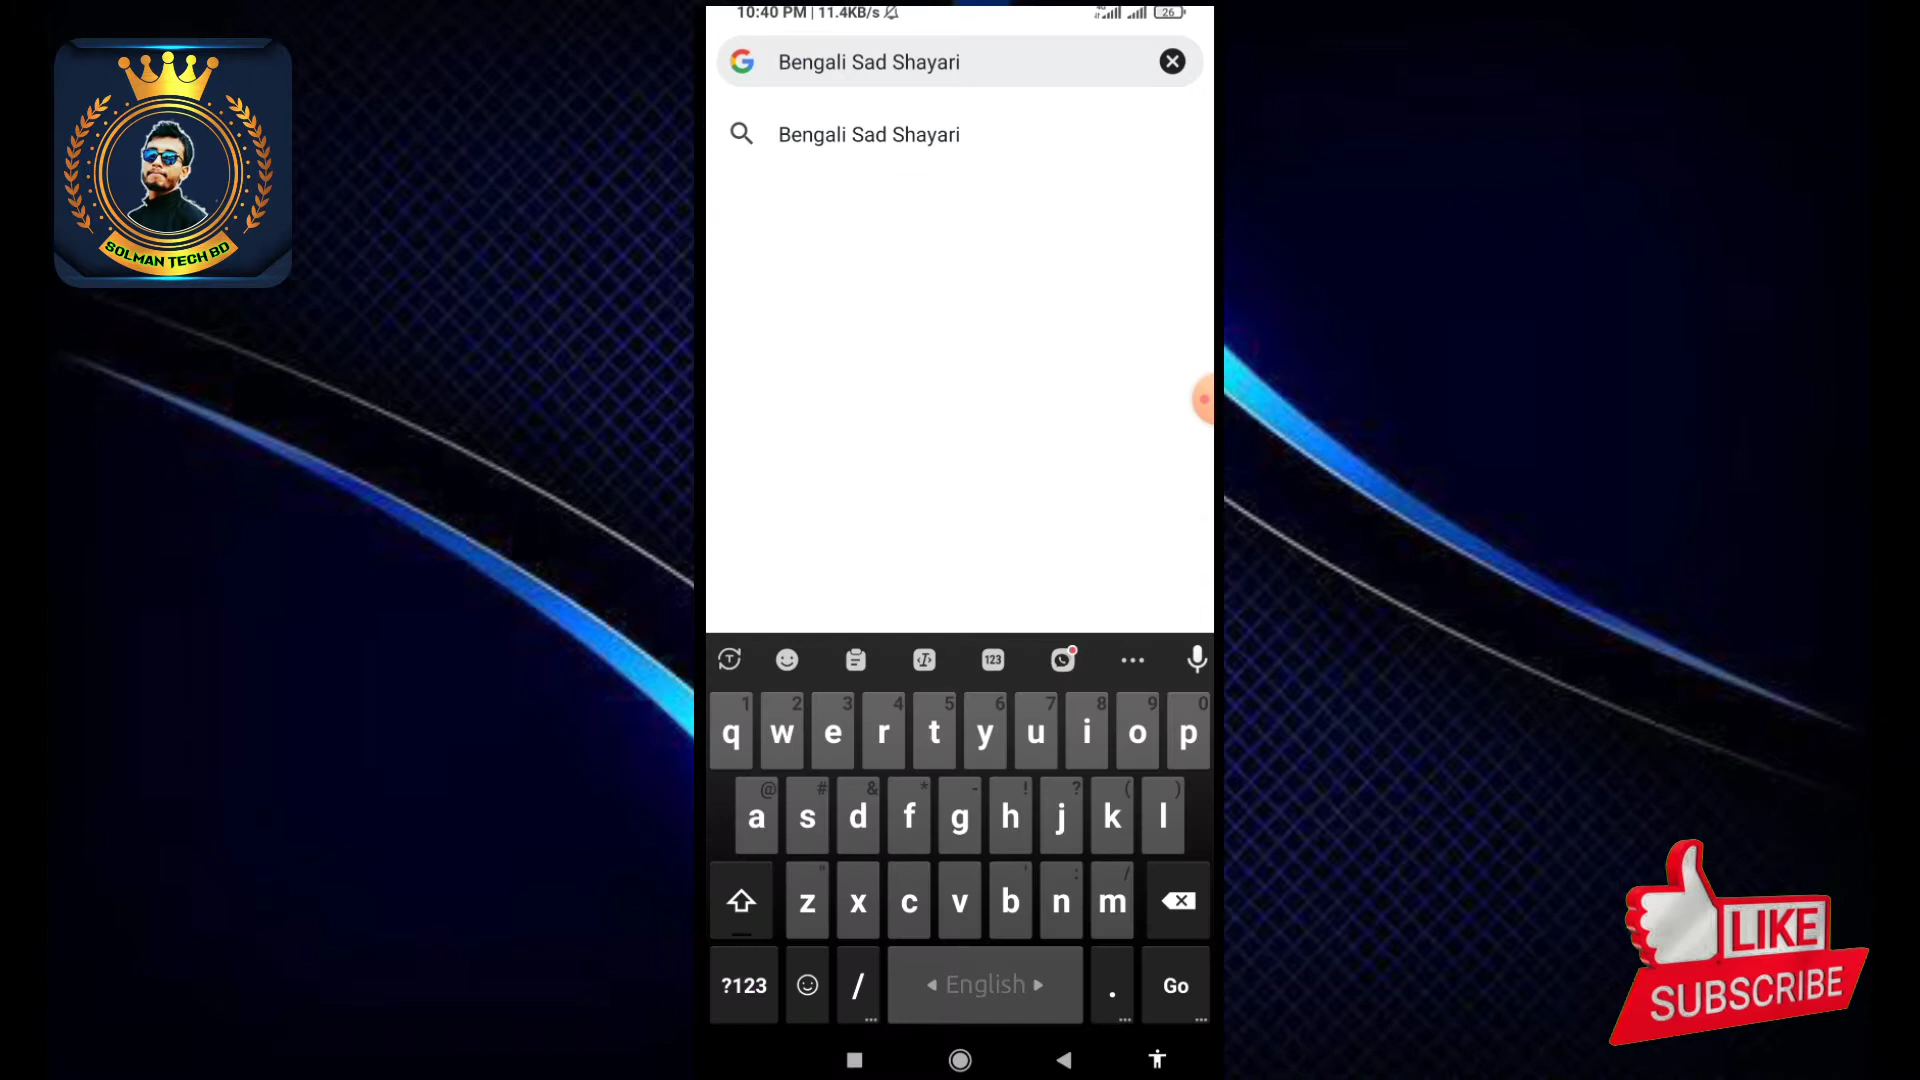 10:40 PM | 11.4KB/s
4G
26
Bengali Sad Shayari
Bengali Sad Shayari
SOLMAN TECH BD
123
1 2 3 4 5 6 7 8 9 0
q w e r t y u i o p
@ # & * - ! ? ( )
a s d f g h j k l
" ' : /
z x c v b n m
?123 / English . Go
LIKE
SUBSCRIBE